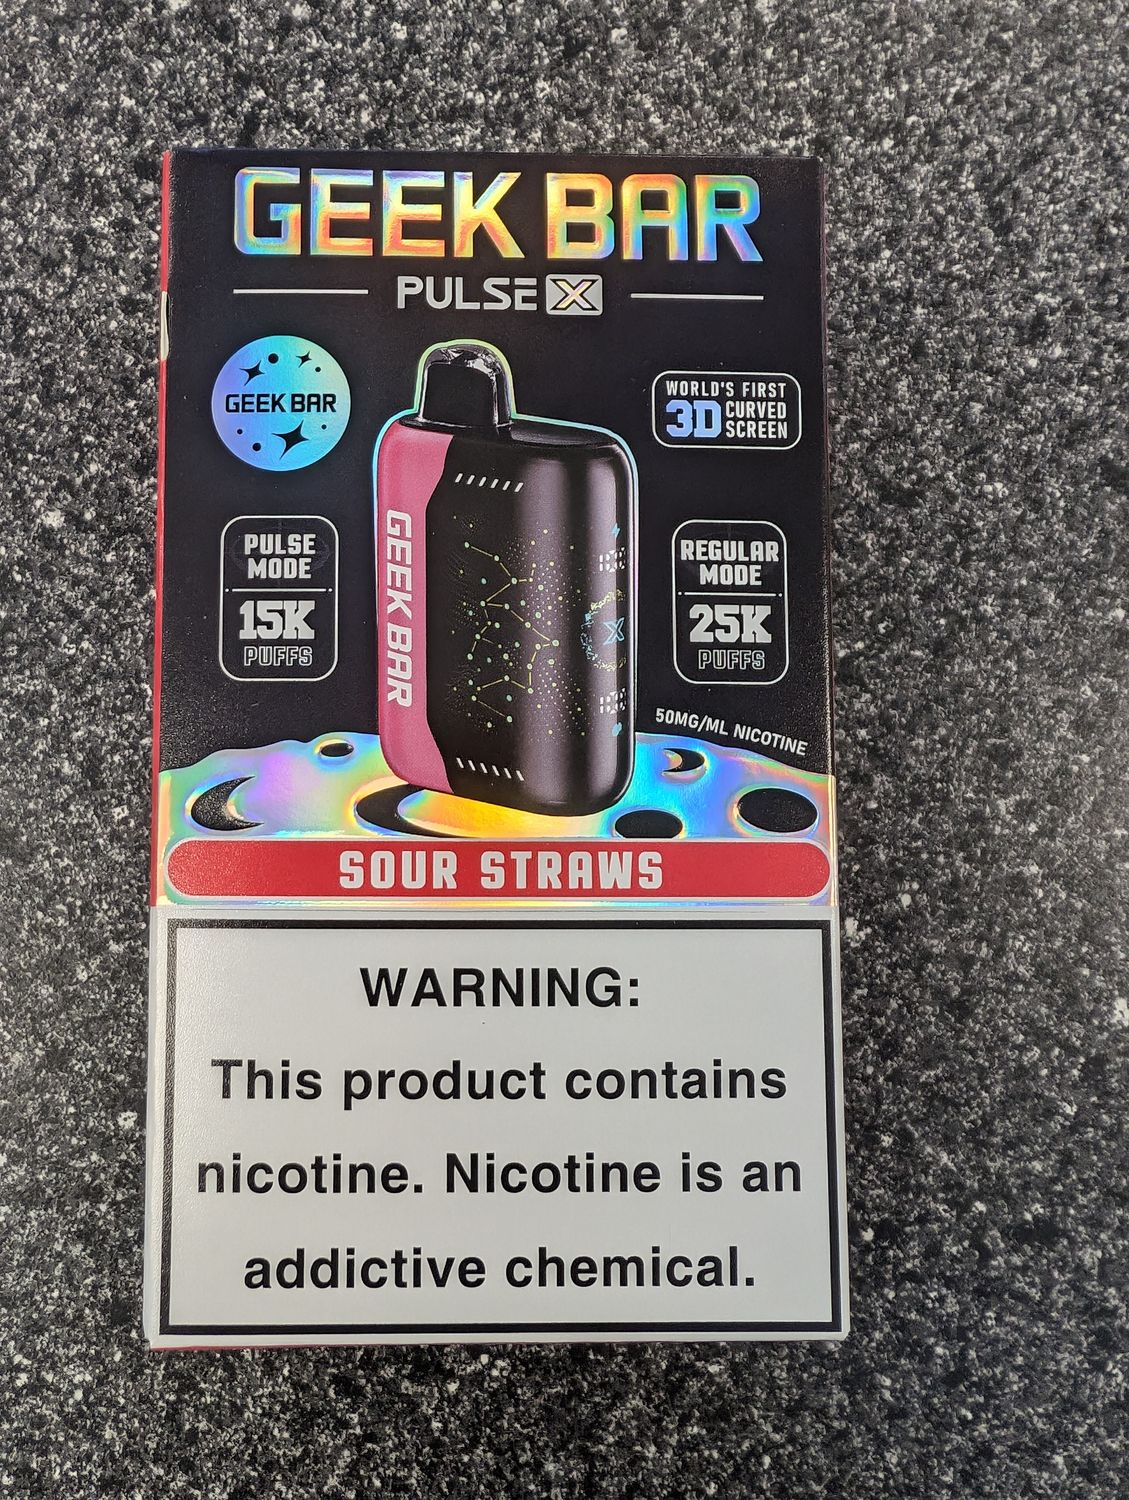 GEEK BAR
PULSE X
GEEK BAR
WORLD'S FIRST
3D CURVED
SCREEN
PULSE
MODE
15K
PUFFS
GEEK BAR
X
REGULAR
MODE
25K
PUFFS
50MG/ML NICOTINE
SOUR STRAWS
WARNING:
This product contains
nicotine. Nicotine is an
addictive chemical.